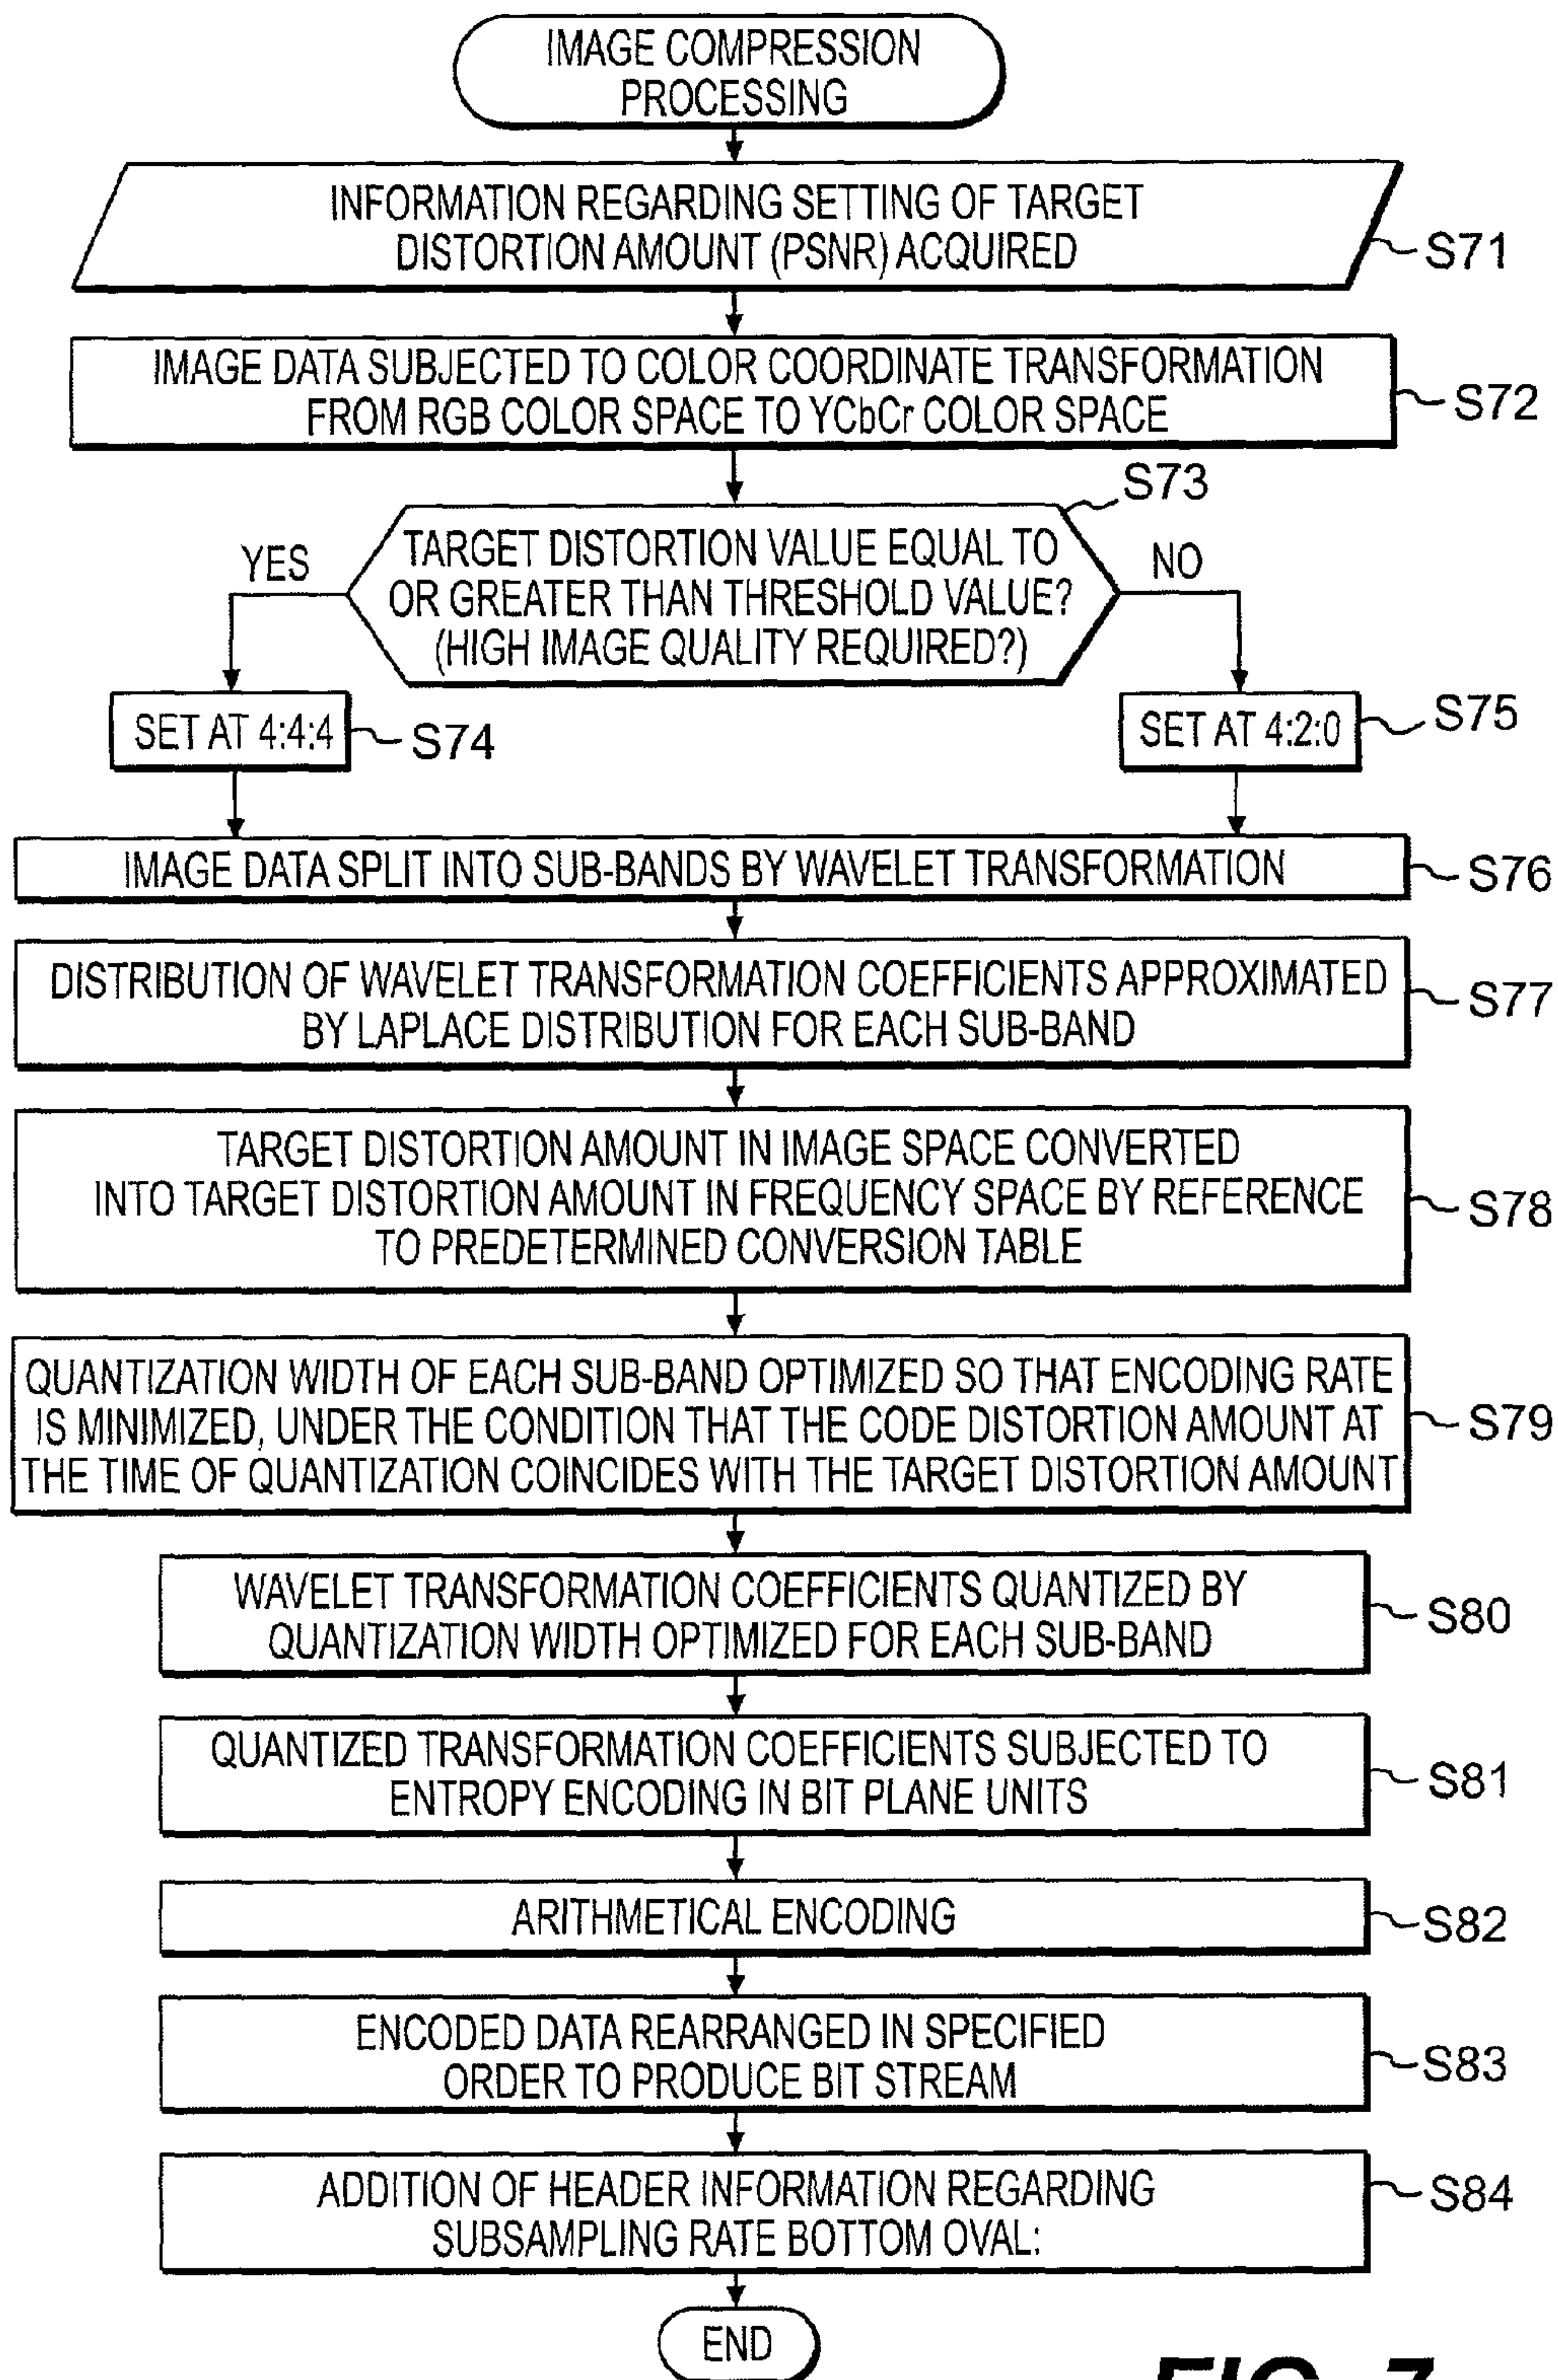 IMAGE COMPRESSION
PROCESSING
INFORMATION REGARDING SETTING OF TARGET
DISTORTION AMOUNT (PSNR) ACQUIRED
S71
IMAGE DATA SUBJECTED TO COLOR COORDINATE TRANSFORMATION
FROM RGB COLOR SPACE TO YCbCr COLOR SPACE
S72
S73
TARGET DISTORTION VALUE EQUAL TO
OR GREATER THAN THRESHOLD VALUE?
(HIGH IMAGE QUALITY REQUIRED?)
YES
NO
SET AT 4:4:4
S74
SET AT 4:2:0
S75
IMAGE DATA SPLIT INTO SUB-BANDS BY WAVELET TRANSFORMATION
S76
DISTRIBUTION OF WAVELET TRANSFORMATION COEFFICIENTS APPROXIMATED
BY LAPLACE DISTRIBUTION FOR EACH SUB-BAND
S77
TARGET DISTORTION AMOUNT IN IMAGE SPACE CONVERTED
INTO TARGET DISTORTION AMOUNT IN FREQUENCY SPACE BY REFERENCE
TO PREDETERMINED CONVERSION TABLE
S78
QUANTIZATION WIDTH OF EACH SUB-BAND OPTIMIZED SO THAT ENCODING RATE
IS MINIMIZED, UNDER THE CONDITION THAT THE CODE DISTORTION AMOUNT AT
THE TIME OF QUANTIZATION COINCIDES WITH THE TARGET DISTORTION AMOUNT
S79
WAVELET TRANSFORMATION COEFFICIENTS QUANTIZED BY
QUANTIZATION WIDTH OPTIMIZED FOR EACH SUB-BAND
S80
QUANTIZED TRANSFORMATION COEFFICIENTS SUBJECTED TO
ENTROPY ENCODING IN BIT PLANE UNITS
S81
ARITHMETICAL ENCODING
S82
ENCODED DATA REARRANGED IN SPECIFIED
ORDER TO PRODUCE BIT STREAM
S83
ADDITION OF HEADER INFORMATION REGARDING
SUBSAMPLING RATE BOTTOM OVAL:
S84
END